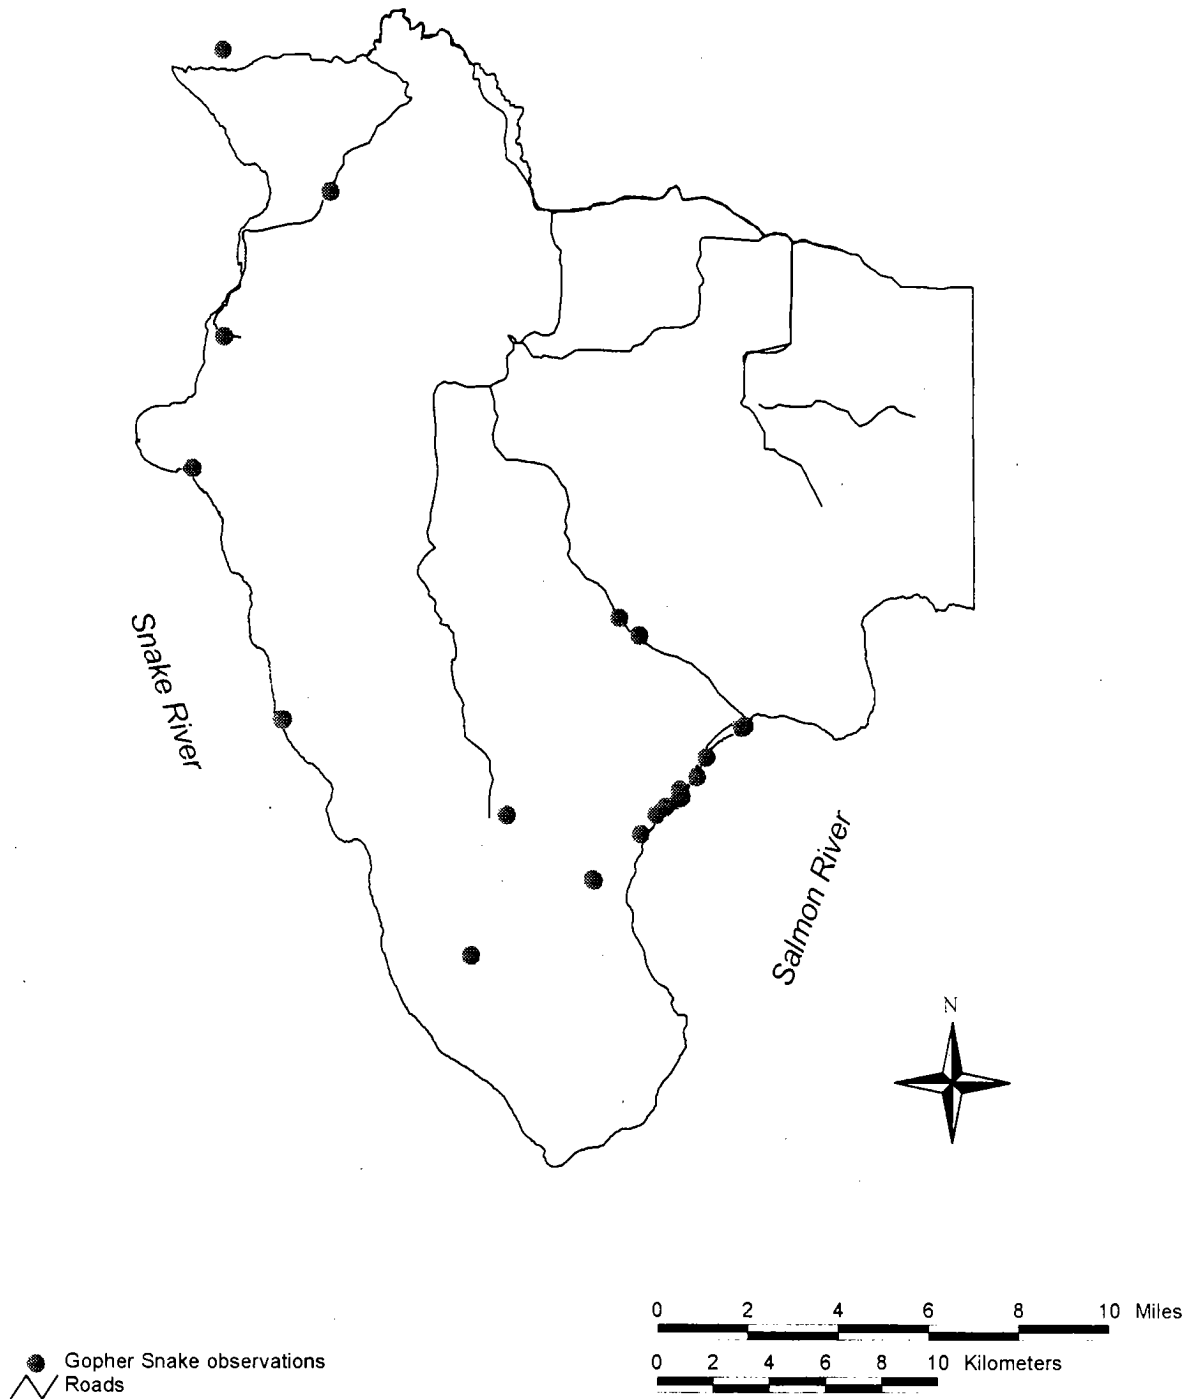 Snake River
Salmon River
N
0 2 4 6 8 10 Miles
0 2 4 6 8 10 Kilometers
Gopher Snake observations
Roads